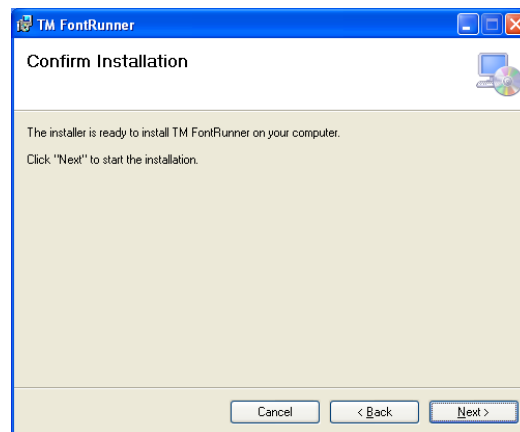 TM FontRunner
Confirm Installation
The installer is ready to install TM FontRunner on your computer.
Click "Next" to start the installation.
Cancel
< Back
Next >